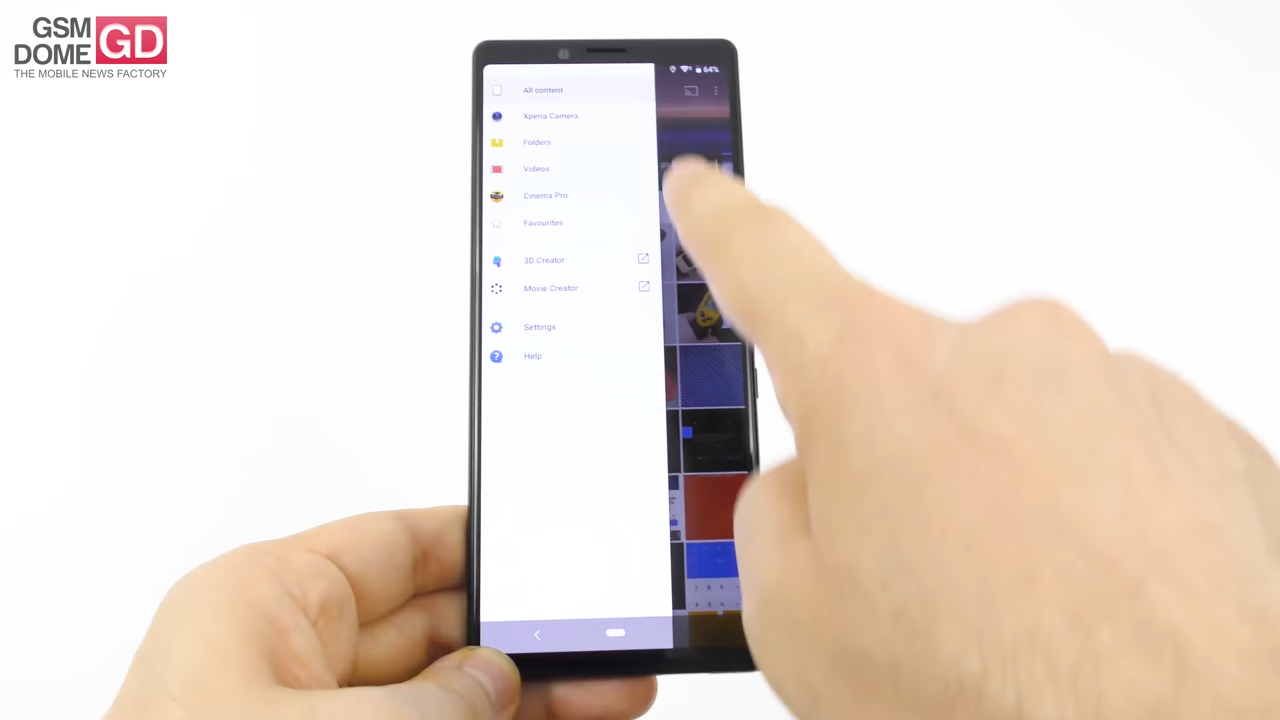 GSM
DOME GD
THE MOBILE NEWS FACTORY
64%
All content
Xperia Camera
Folders
Videos
Cinema Pro
Favourites
3D Creator
Movie Creator
Settings
? Help